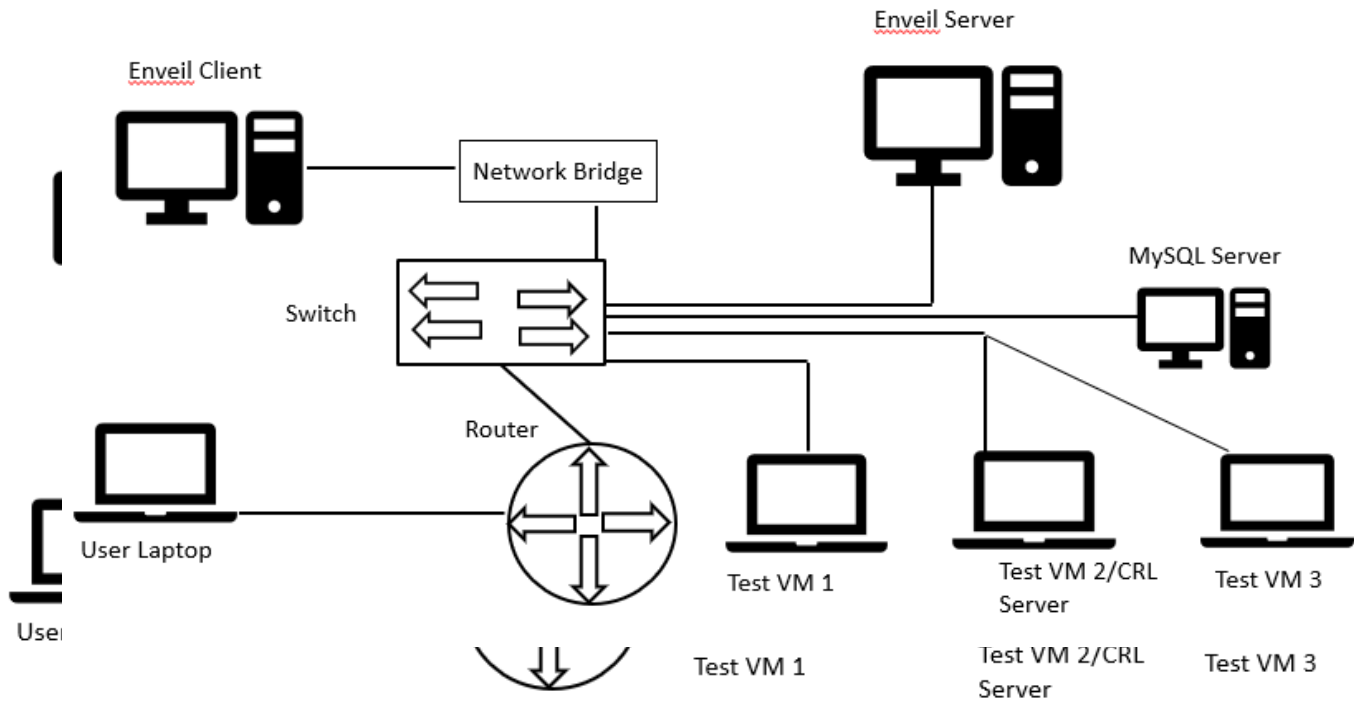 Enveil Server
Enveil Client
Network Bridge
MySQL Server
Switch
Router
User Laptop
Test VM 1
Test VM 2/CRL
Server
Test VM 3
User
Test VM 1
Test VM 2/CRL
Server
Test VM 3